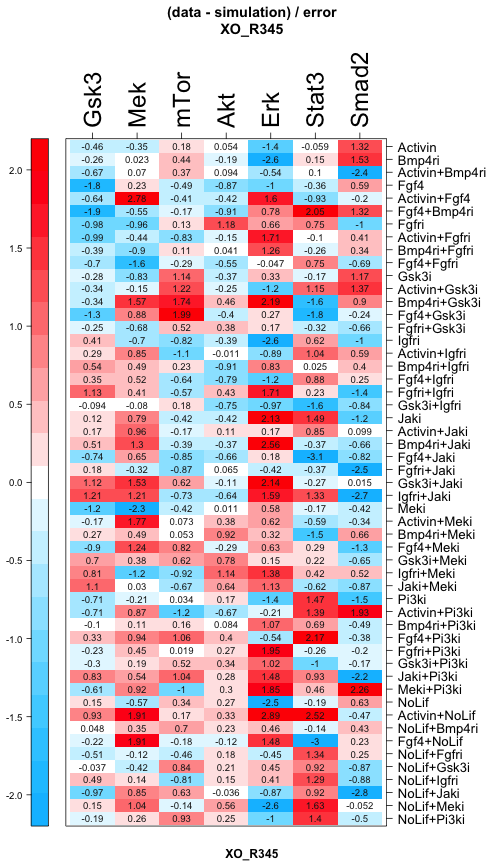 (data - simulation) / error
XO_R345
Gsk3 Mek mTor Akt Erk Stat3 Smad2
-0.46 -0.35 0.18 0.054 -1.4 -0.059 1.32 Activin
2.0 -0.26 0.023 0.44 -0.19 -2.6 0.15 1.53 Bmp4ri
-0.67 0.07 0.37 0.094 -0.54 0.1 -2.4 Activin+Bmp4ri
-1.8 0.23 -0.49 -0.87 -1 -0.36 0.59 Fgf4
-0.64 2.78 -0.41 -0.42 1.6 -0.93 -0.2 Activin+Fgf4
-1.9 -0.55 -0.17 -0.91 0.78 2.05 1.32 Fgf4+Bmp4ri
-0.98 -0.96 0.13 1.18 0.66 0.75 -1 Fgfri
1.5 -0.99 -0.44 -0.83 -0.15 1.71 -0.1 0.41 Activin+Fgfri
-0.39 -0.9 0.11 0.041 1.26 -0.26 0.34 Bmp4ri+Fgfri
-0.7 -1.6 -0.29 -0.55 -0.047 0.75 -0.69 Fgf4+Fgfri
-0.28 -0.83 1.14 -0.37 0.33 -0.17 1.17 Gsk3i
-0.34 -0.15 1.22 -0.25 -1.2 1.15 1.37 Activin+Gsk3i
-0.34 1.57 1.74 0.46 2.19 -1.6 0.9 Bmp4ri+Gsk3i
-1.3 0.88 1.99 -0.4 0.27 -1.8 -0.24 Fgf4+Gsk3i
1.0 -0.25 -0.68 0.52 0.38 0.17 -0.32 -0.66 Fgfri+Gsk3i
0.41 -0.7 -0.82 -0.39 -2.6 0.62 -1 Igfri
0.29 0.85 -1.1 -0.011 -0.89 1.04 0.59 Activin+Igfri
0.54 0.49 0.23 -0.91 0.83 0.025 0.4 Bmp4ri+Igfri
0.35 0.52 -0.64 -0.79 -1.2 0.88 0.25 Fgf4+Igfri
0.5 1.13 0.41 -0.57 0.43 1.71 0.23 -1.4 Fgfri+Igfri
-0.094 -0.08 0.18 -0.75 -0.97 -1.6 -0.84 Gsk3i+Igfri
0.12 0.79 -0.42 -0.42 2.13 1.49 -1.2 Jaki
0.17 0.96 -0.17 0.11 0.17 0.85 0.099 Activin+Jaki
0.51 1.3 -0.39 -0.37 2.56 -0.37 -0.66 Bmp4ri+Jaki
-0.74 0.65 -0.85 -0.66 0.18 -3.1 -0.82 Fgf4+Jaki
0.18 -0.32 -0.87 0.065 -0.42 -0.37 -2.5 Fgfri+Jaki
0.0 1.12 1.53 0.62 -0.11 2.14 -0.27 0.015 Gsk3i+Jaki
1.21 1.21 -0.73 -0.64 1.59 1.33 -2.7 Igfri+Jaki
-1.2 -2.3 -0.42 0.011 0.58 -0.17 -0.42 Meki
-0.17 1.77 0.073 0.38 0.62 -0.59 -0.34 Activin+Meki
0.27 0.49 0.053 0.92 0.32 -1.5 0.66 Bmp4ri+Meki
-0.9 1.24 0.82 -0.29 0.63 0.29 -1.3 Fgf4+Meki
-0.5 0.7 0.38 0.62 0.78 0.15 0.22 -0.65 Gsk3i+Meki
0.81 -1.2 -0.92 1.14 1.38 0.42 0.52 Igfri+Meki
1.1 0.03 -0.67 0.64 1.13 -0.62 -0.87 Jaki+Meki
-0.71 -0.21 0.034 0.17 -1.4 1.47 -1.5 Pi3ki
-0.71 0.87 -1.2 -0.67 -0.21 1.39 1.93 Activin+Pi3ki
-0.1 0.11 0.16 0.084 1.07 0.69 -0.49 Bmp4ri+Pi3ki
-1.0 0.33 0.94 1.06 0.4 -0.54 2.17 -0.38 Fgf4+Pi3ki
-0.23 0.45 0.019 0.27 1.95 -0.26 -0.2 Fgfri+Pi3ki
-0.3 0.19 0.52 0.34 1.02 -1 -0.17 Gsk3i+Pi3ki
0.83 0.54 1.04 0.28 1.48 0.93 -2.2 Jaki+Pi3ki
-0.61 0.92 -1 0.3 1.85 0.46 2.26 Meki+Pi3ki
0.15 -0.57 0.34 0.27 -2.5 -0.19 0.63 NoLif
-1.5 0.93 1.91 0.17 0.33 2.89 2.52 -0.47 Activin+NoLif
0.048 0.35 0.7 0.23 0.46 -0.14 0.43 NoLif+Bmp4ri
-0.22 1.91 -0.18 -0.12 1.48 -3 0.23 Fgf4+NoLif
-0.51 -0.12 -0.46 0.18 -0.45 1.34 0.25 NoLif+Fgfri
-0.037 -0.42 0.84 0.21 0.45 0.92 -0.87 NoLif+Gsk3i
0.49 0.14 -0.81 0.15 0.41 1.29 -0.88 NoLif+Igfri
-2.0 -0.97 0.85 0.63 -0.036 -0.87 0.92 -2.8 NoLif+Jaki
0.15 1.04 -0.14 0.56 -2.6 1.63 -0.052 NoLif+Meki
-0.19 0.26 0.93 0.25 -1 1.4 -0.5 NoLif+Pi3ki
XO_R345